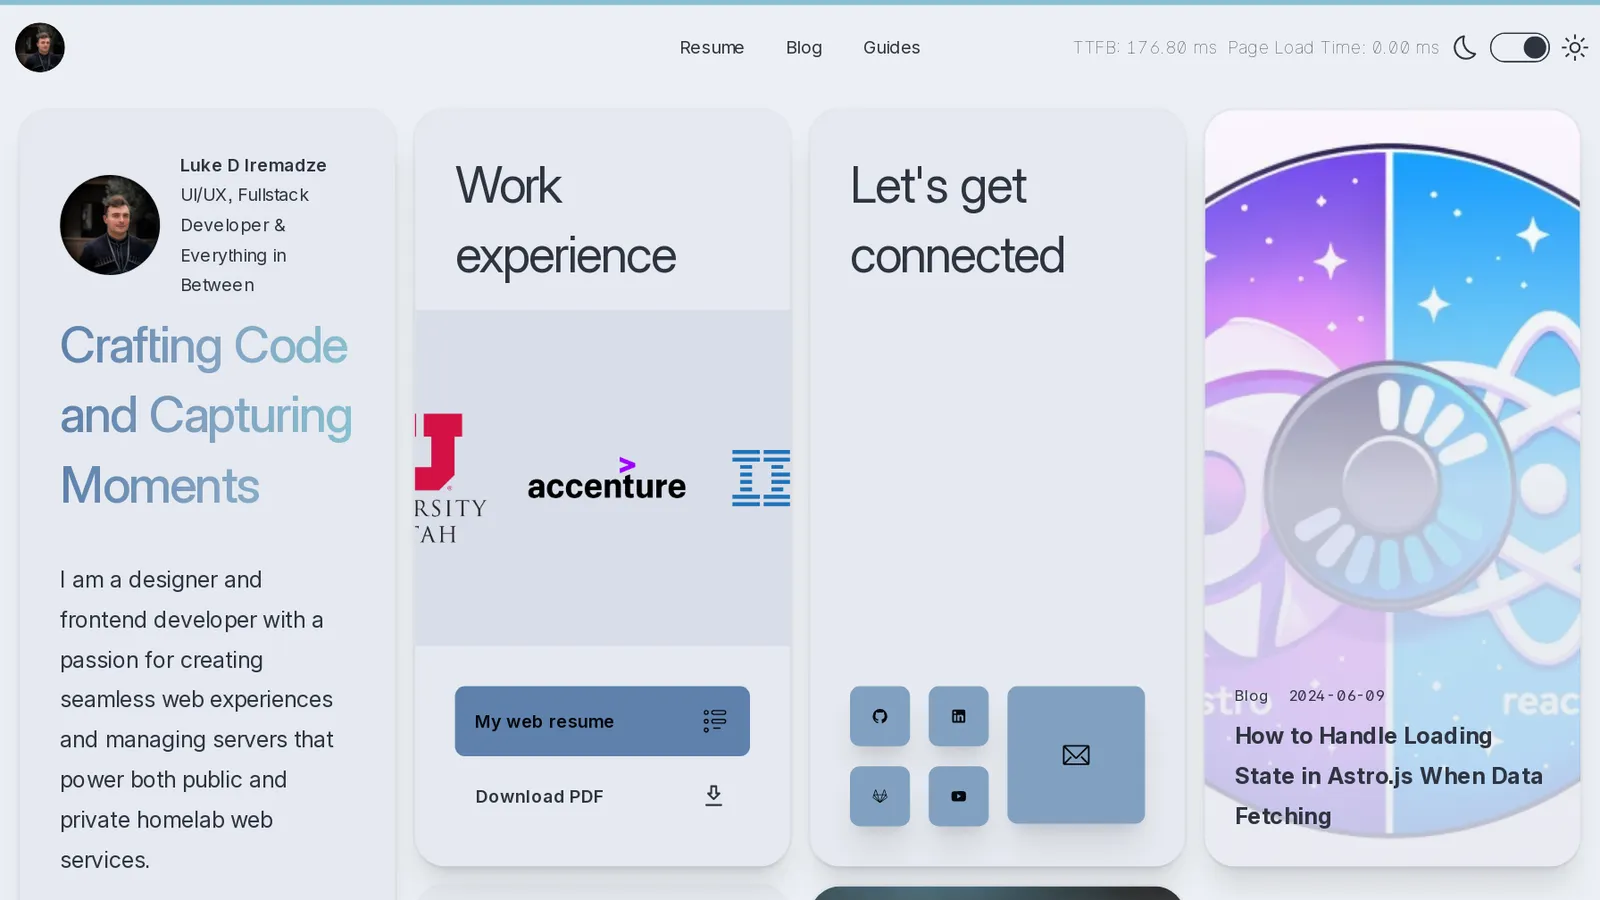 Resume Blog Guides TTFB: 176.80 ms Page Load Time: 0.00 ms
Luke D Iremadze
UI/UX, Fullstack
Developer &
Everything in
Between
Crafting Code
and Capturing
Moments
I am a designer and
frontend developer with a
passion for creating
seamless web experiences
and managing servers that
power both public and
private homelab web
services.
Work
experience
RSITY
TAH
accenture
My web resume
Download PDF
Let's get
connected
stro
reac
Blog 2024-06-09
How to Handle Loading
State in Astro.js When Data
Fetching